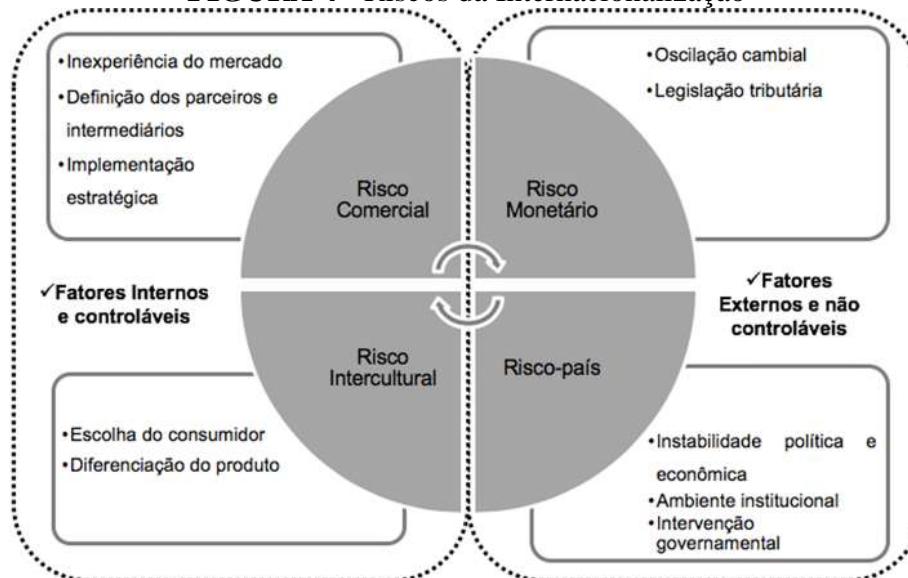 FIGURA 4 - Riscos da Internacionalização
•Inexperiência do mercado
•Definição dos parceiros e
intermediários
•Implementação
estratégica
•Oscilação cambial
•Legislação tributária
Risco
Comercial
Risco
Monetário
✓Fatores Internos
e controláveis
✓Fatores
Externos e não
controláveis
Risco
Intercultural
Risco-país
•Escolha do consumidor
•Diferenciação do produto
•Instabilidade política e
econômica
•Ambiente institucional
•Intervenção
governamental